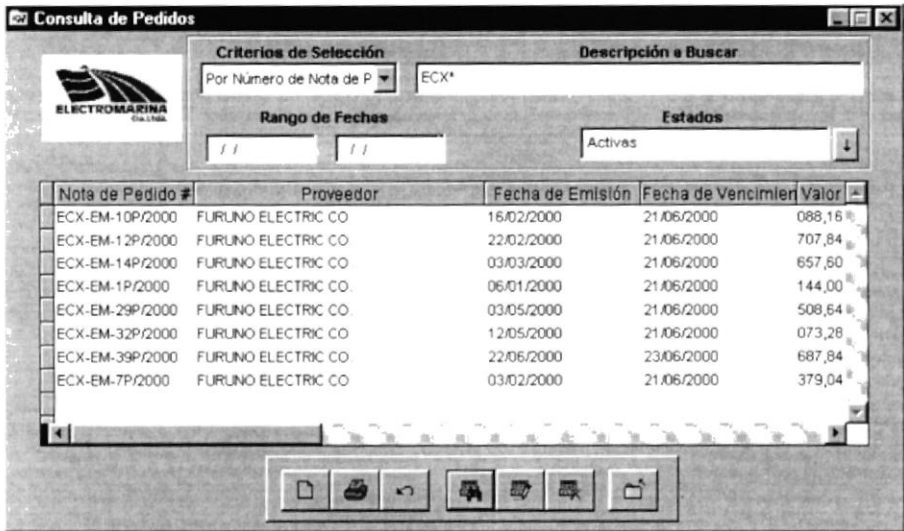 Consulta de Pedidos
Criterios de Selección
Descripción a Buscar
Por Número de Nota de P
ECX*
ELECTROMARINA
Cia. Ltda.
Rango de Fechas
Estados
/ /
/ /
Activas
Nota de Pedido # Proveedor Fecha de Emisión Fecha de Vencimien Valor
ECX-EM-10P/2000 FURUNO ELECTRIC CO. 16/02/2000 21/06/2000 088,16
ECX-EM-12P/2000 FURUNO ELECTRIC CO. 22/02/2000 21/06/2000 707,84
ECX-EM-14P/2000 FURUNO ELECTRIC CO. 03/03/2000 21/06/2000 657,60
ECX-EM-1P/2000 FURUNO ELECTRIC CO. 06/01/2000 21/06/2000 144,00
ECX-EM-29P/2000 FURUNO ELECTRIC CO. 03/05/2000 21/06/2000 508,64
ECX-EM-32P/2000 FURUNO ELECTRIC CO. 12/05/2000 21/06/2000 073,28
ECX-EM-39P/2000 FURUNO ELECTRIC CO. 22/06/2000 23/06/2000 687,84
ECX-EM-7P/2000 FURUNO ELECTRIC CO. 03/02/2000 21/06/2000 379,04